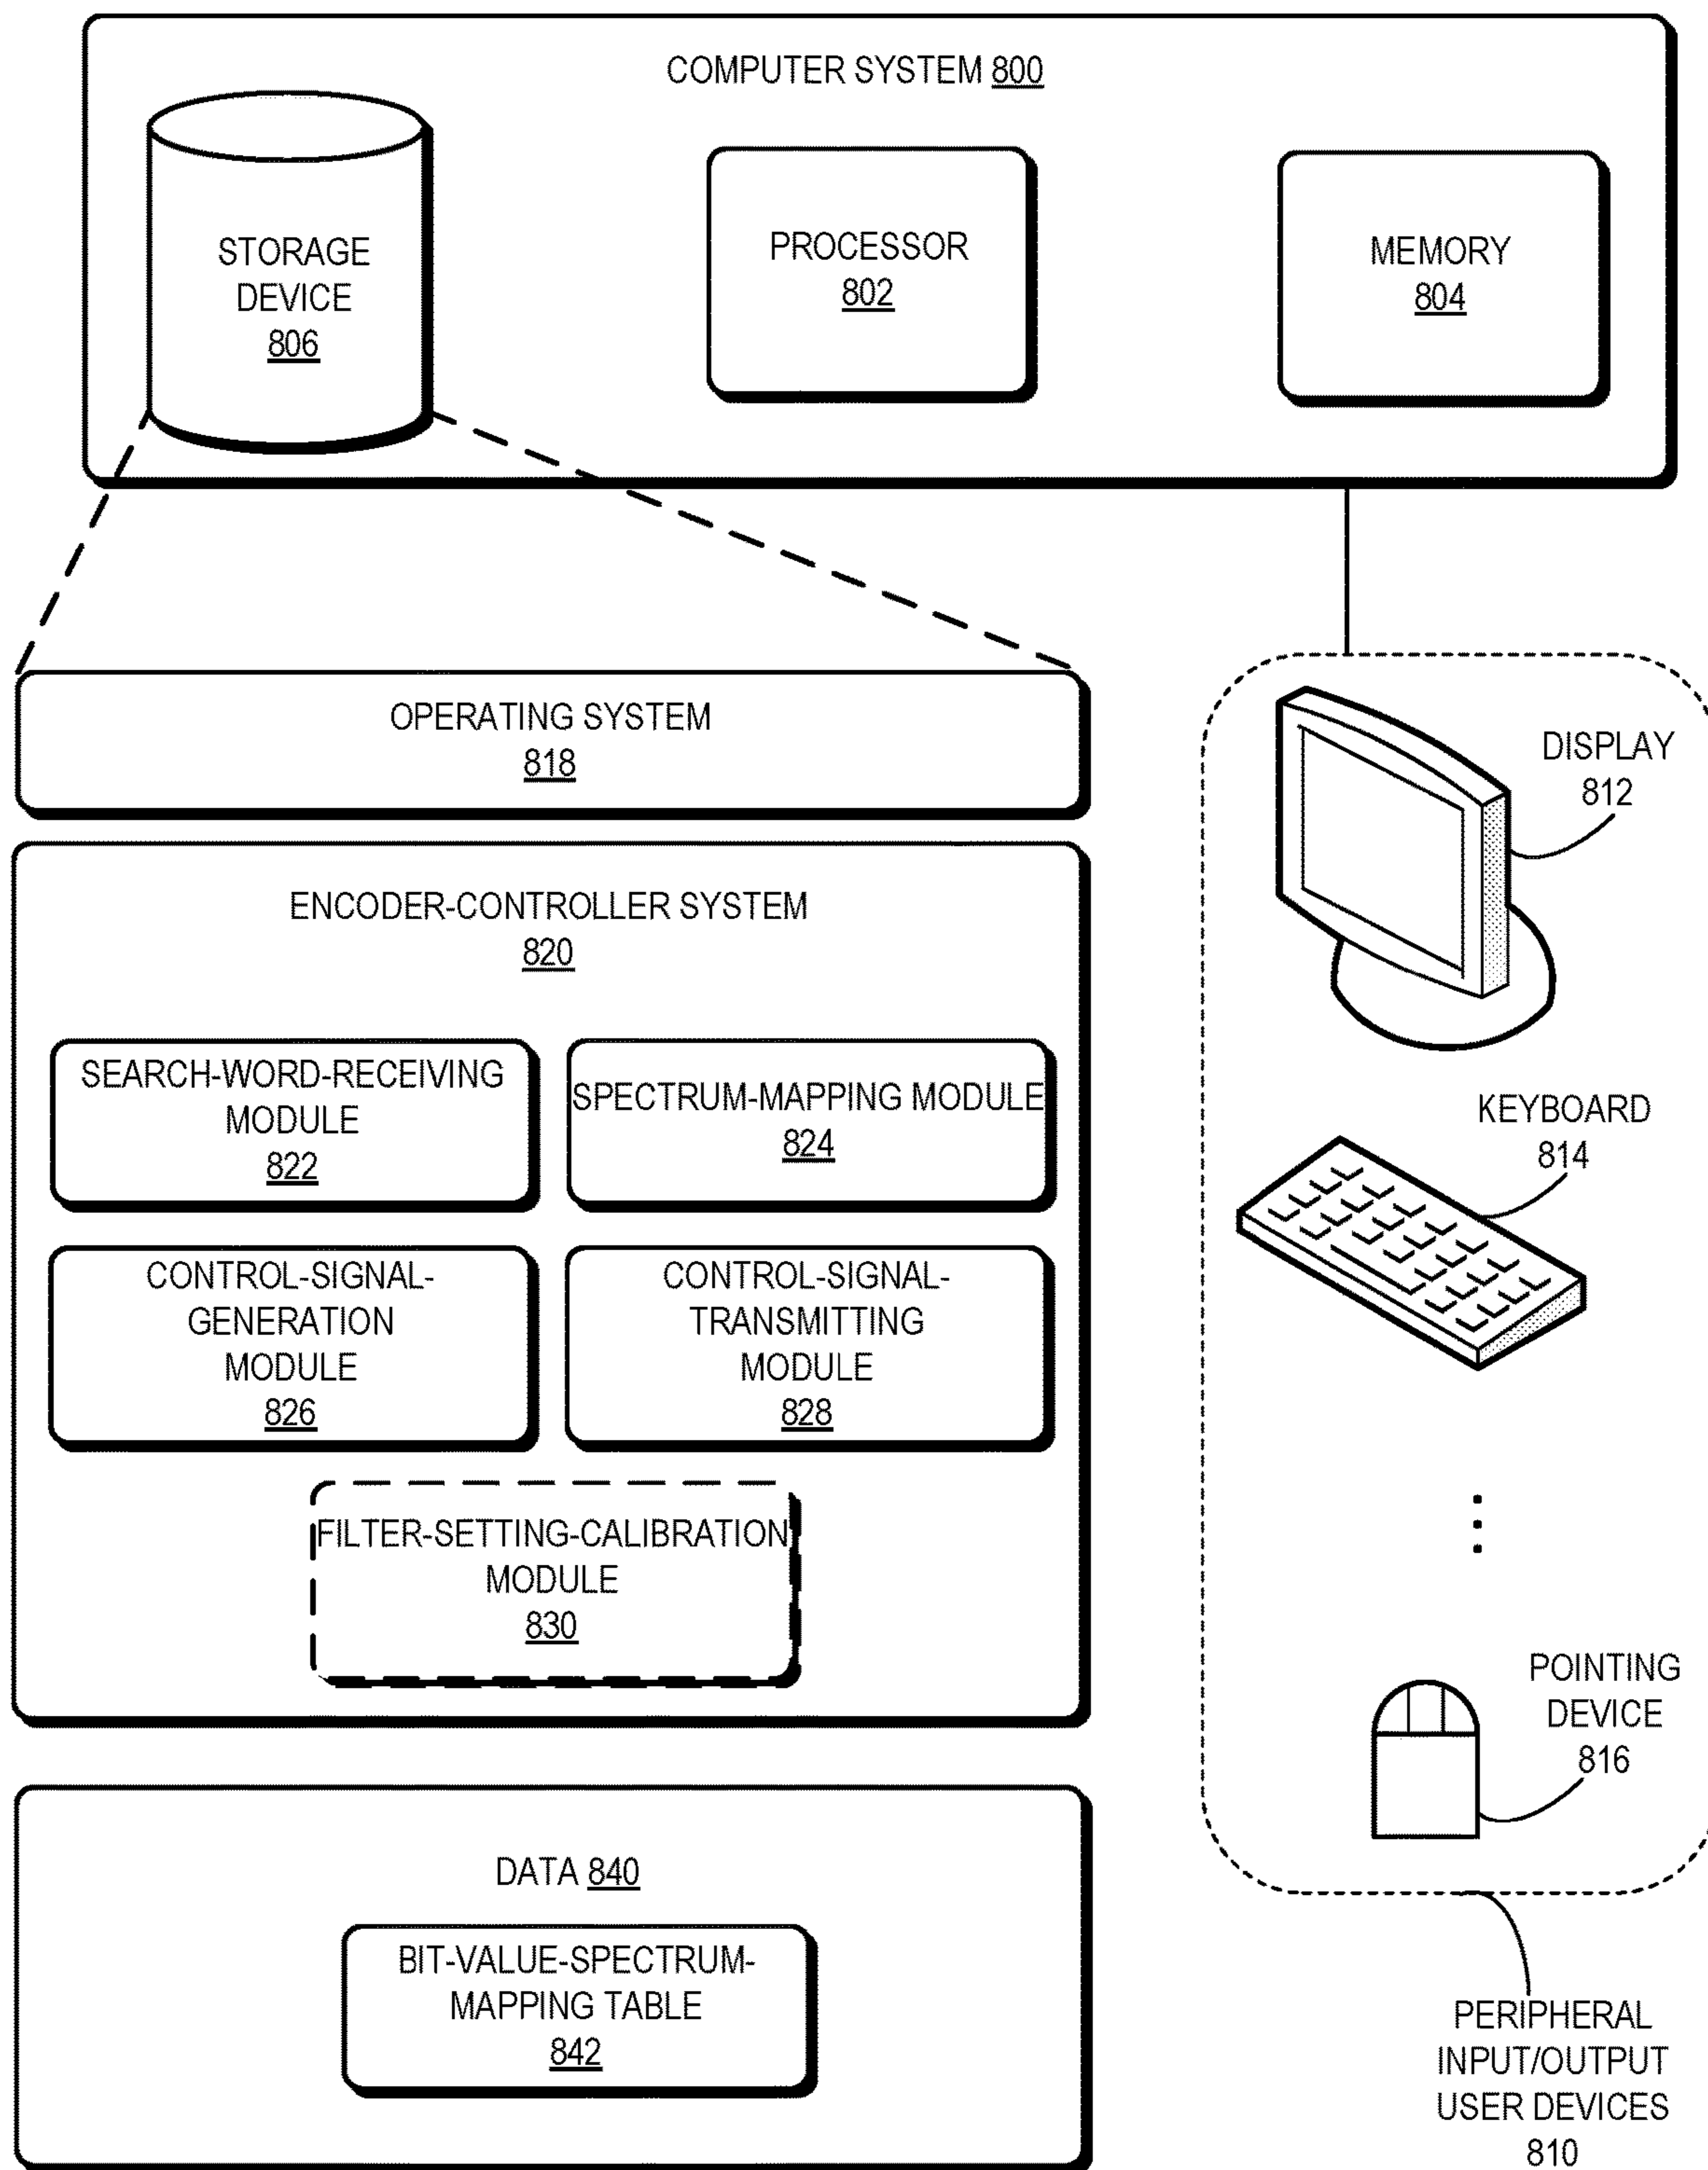 COMPUTER SYSTEM 800
STORAGE
DEVICE
806
PROCESSOR
802
MEMORY
804
OPERATING SYSTEM
818
ENCODER-CONTROLLER SYSTEM
820
SEARCH-WORD-RECEIVING
MODULE
822
SPECTRUM-MAPPING MODULE
824
CONTROL-SIGNAL-
GENERATION
MODULE
826
CONTROL-SIGNAL-
TRANSMITTING
MODULE
828
FILTER-SETTING-CALIBRATION
MODULE
830
DATA 840
BIT-VALUE-SPECTRUM-
MAPPING TABLE
842
DISPLAY
812
KEYBOARD
814
POINTING
DEVICE
816
PERIPHERAL
INPUT/OUTPUT
USER DEVICES
810